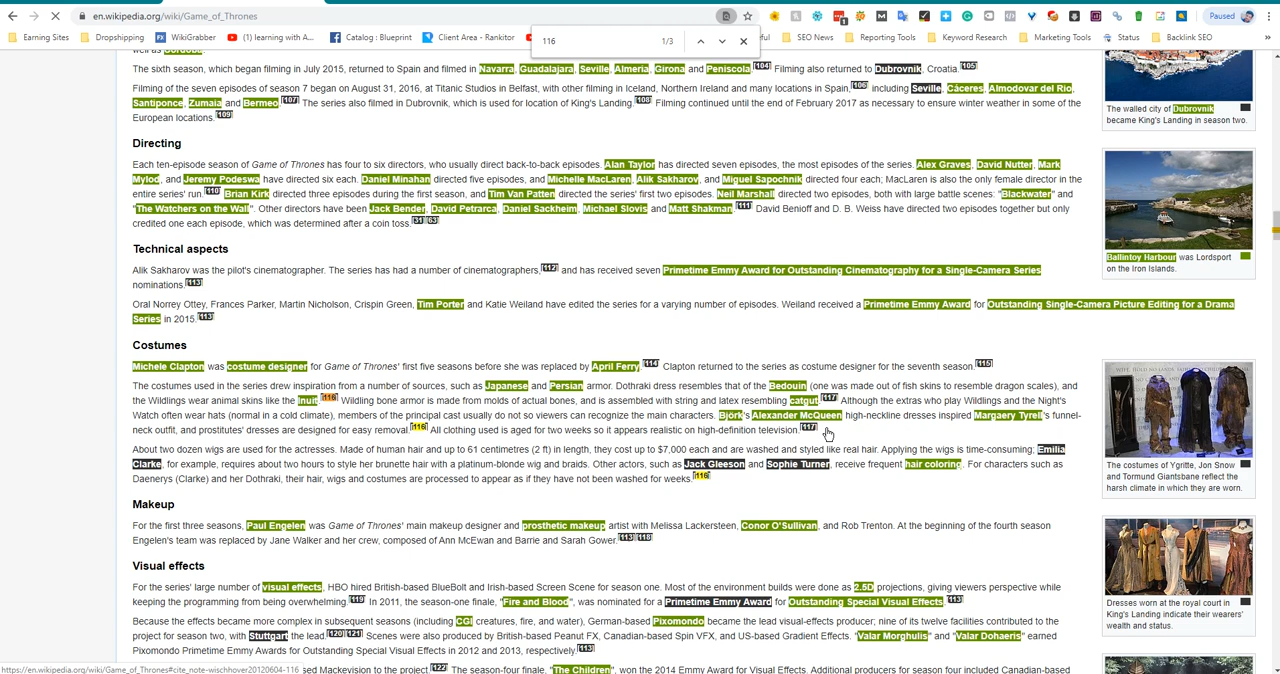 en.wikipedia.org/wiki/Game_of_Thrones
Paused
Earning Sites
Dropshipping
WikiGrabber
(1) learning with A...
Catalog :: Blueprint
Client Area - Rankitor
SEO News
Reporting Tools
Keyword Research
Marketing Tools
Status
Backlink SEO
»
116 1/3
The sixth season, which began filming in July 2015, returned to Spain and filmed in Navarra, Guadalajara, Seville, Almeria, Girona and Peniscola.[104] Filming also returned to Dubrovnik, Croatia.[105]
Filming of the seven episodes of season 7 began on August 31, 2016, at Titanic Studios in Belfast, with other filming in Iceland, Northern Ireland and many locations in Spain,[106] including Seville, Cáceres, Almodovar del Rio,
Santiponce, Zumaia and Bermeo.[107] The series also filmed in Dubrovnik, which is used for location of King's Landing.[108] Filming continued until the end of February 2017 as necessary to ensure winter weather in some of the
European locations.[109]
The walled city of Dubrovnik
became King's Landing in season two.
Directing
Each ten-episode season of Game of Thrones has four to six directors, who usually direct back-to-back episodes. Alan Taylor has directed seven episodes, the most episodes of the series. Alex Graves, David Nutter, Mark
Mylod, and Jeremy Podeswa have directed six each. Daniel Minahan directed five episodes, and Michelle MacLaren, Alik Sakharov, and Miguel Sapochnik directed four each; MacLaren is also the only female director in the
entire series' run.[110] Brian Kirk directed three episodes during the first season, and Tim Van Patten directed the series' first two episodes. Neil Marshall directed two episodes, both with large battle scenes: "Blackwater" and
"The Watchers on the Wall". Other directors have been Jack Bender, David Petrarca, Daniel Sackheim, Michael Slovis and Matt Shakman.[111] David Benioff and D. B. Weiss have directed two episodes together but only
credited one each episode, which was determined after a coin toss.[31][63]
Ballintoy Harbour was Lordsport
on the Iron Islands.
Technical aspects
Alik Sakharov was the pilot's cinematographer. The series has had a number of cinematographers,[112] and has received seven Primetime Emmy Award for Outstanding Cinematography for a Single-Camera Series
nominations.[113]
Oral Norrey Ottey, Frances Parker, Martin Nicholson, Crispin Green, Tim Porter and Katie Weiland have edited the series for a varying number of episodes. Weiland received a Primetime Emmy Award for Outstanding Single-Camera Picture Editing for a Drama
Series in 2015.[113]
Costumes
Michele Clapton was costume designer for Game of Thrones' first five seasons before she was replaced by April Ferry.[114] Clapton returned to the series as costume designer for the seventh season.[115]
The costumes used in the series drew inspiration from a number of sources, such as Japanese and Persian armor. Dothraki dress resembles that of the Bedouin (one was made out of fish skins to resemble dragon scales), and
the Wildlings wear animal skins like the Inuit.[116] Wildling bone armor is made from molds of actual bones, and is assembled with string and latex resembling catgut.[117] Although the extras who play Wildlings and the Night's
Watch often wear hats (normal in a cold climate), members of the principal cast usually do not so viewers can recognize the main characters. Björk's Alexander McQueen high-neckline dresses inspired Margaery Tyrell's funnel-
neck outfit, and prostitutes' dresses are designed for easy removal.[116] All clothing used is aged for two weeks so it appears realistic on high-definition television.[117]
About two dozen wigs are used for the actresses. Made of human hair and up to 61 centimetres (2 ft) in length, they cost up to $7,000 each and are washed and styled like real hair. Applying the wigs is time-consuming; Emilia
Clarke, for example, requires about two hours to style her brunette hair with a platinum-blonde wig and braids. Other actors, such as Jack Gleeson and Sophie Turner, receive frequent hair coloring. For characters such as
Daenerys (Clarke) and her Dothraki, their hair, wigs and costumes are processed to appear as if they have not been washed for weeks.[116]
The costumes of Ygritte, Jon Snow
and Tormund Giantsbane reflect the
harsh climate in which they are worn.
Makeup
For the first three seasons, Paul Engelen was Game of Thrones' main makeup designer and prosthetic makeup artist with Melissa Lackersteen, Conor O'Sullivan, and Rob Trenton. At the beginning of the fourth season
Engelen's team was replaced by Jane Walker and her crew, composed of Ann McEwan and Barrie and Sarah Gower.[113][118]
Visual effects
For the series' large number of visual effects, HBO hired British-based BlueBolt and Irish-based Screen Scene for season one. Most of the environment builds were done as 2.5D projections, giving viewers perspective while
keeping the programming from being overwhelming.[119] In 2011, the season-one finale, "Fire and Blood", was nominated for a Primetime Emmy Award for Outstanding Special Visual Effects.[113]
Because the effects became more complex in subsequent seasons (including CGI creatures, fire, and water), German-based Pixomondo became the lead visual-effects producer; nine of its twelve facilities contributed to the
project for season two, with Stuttgart the lead.[120][121] Scenes were also produced by British-based Peanut FX, Canadian-based Spin VFX, and US-based Gradient Effects. "Valar Morghulis" and "Valar Dohaeris" earned
Pixomondo Primetime Emmy Awards for Outstanding Special Visual Effects in 2012 and 2013, respectively.[113]
Dresses worn at the royal court in
King's Landing indicate their wearers'
wealth and status.
https://en.wikipedia.org/wiki/Game_of_Thrones#cite_note-wischhover20120604-116
sed Mackevision to the project.[122] The season-four finale, "The Children", won the 2014 Emmy Award for Visual Effects. Additional producers for season four included Canadian-based